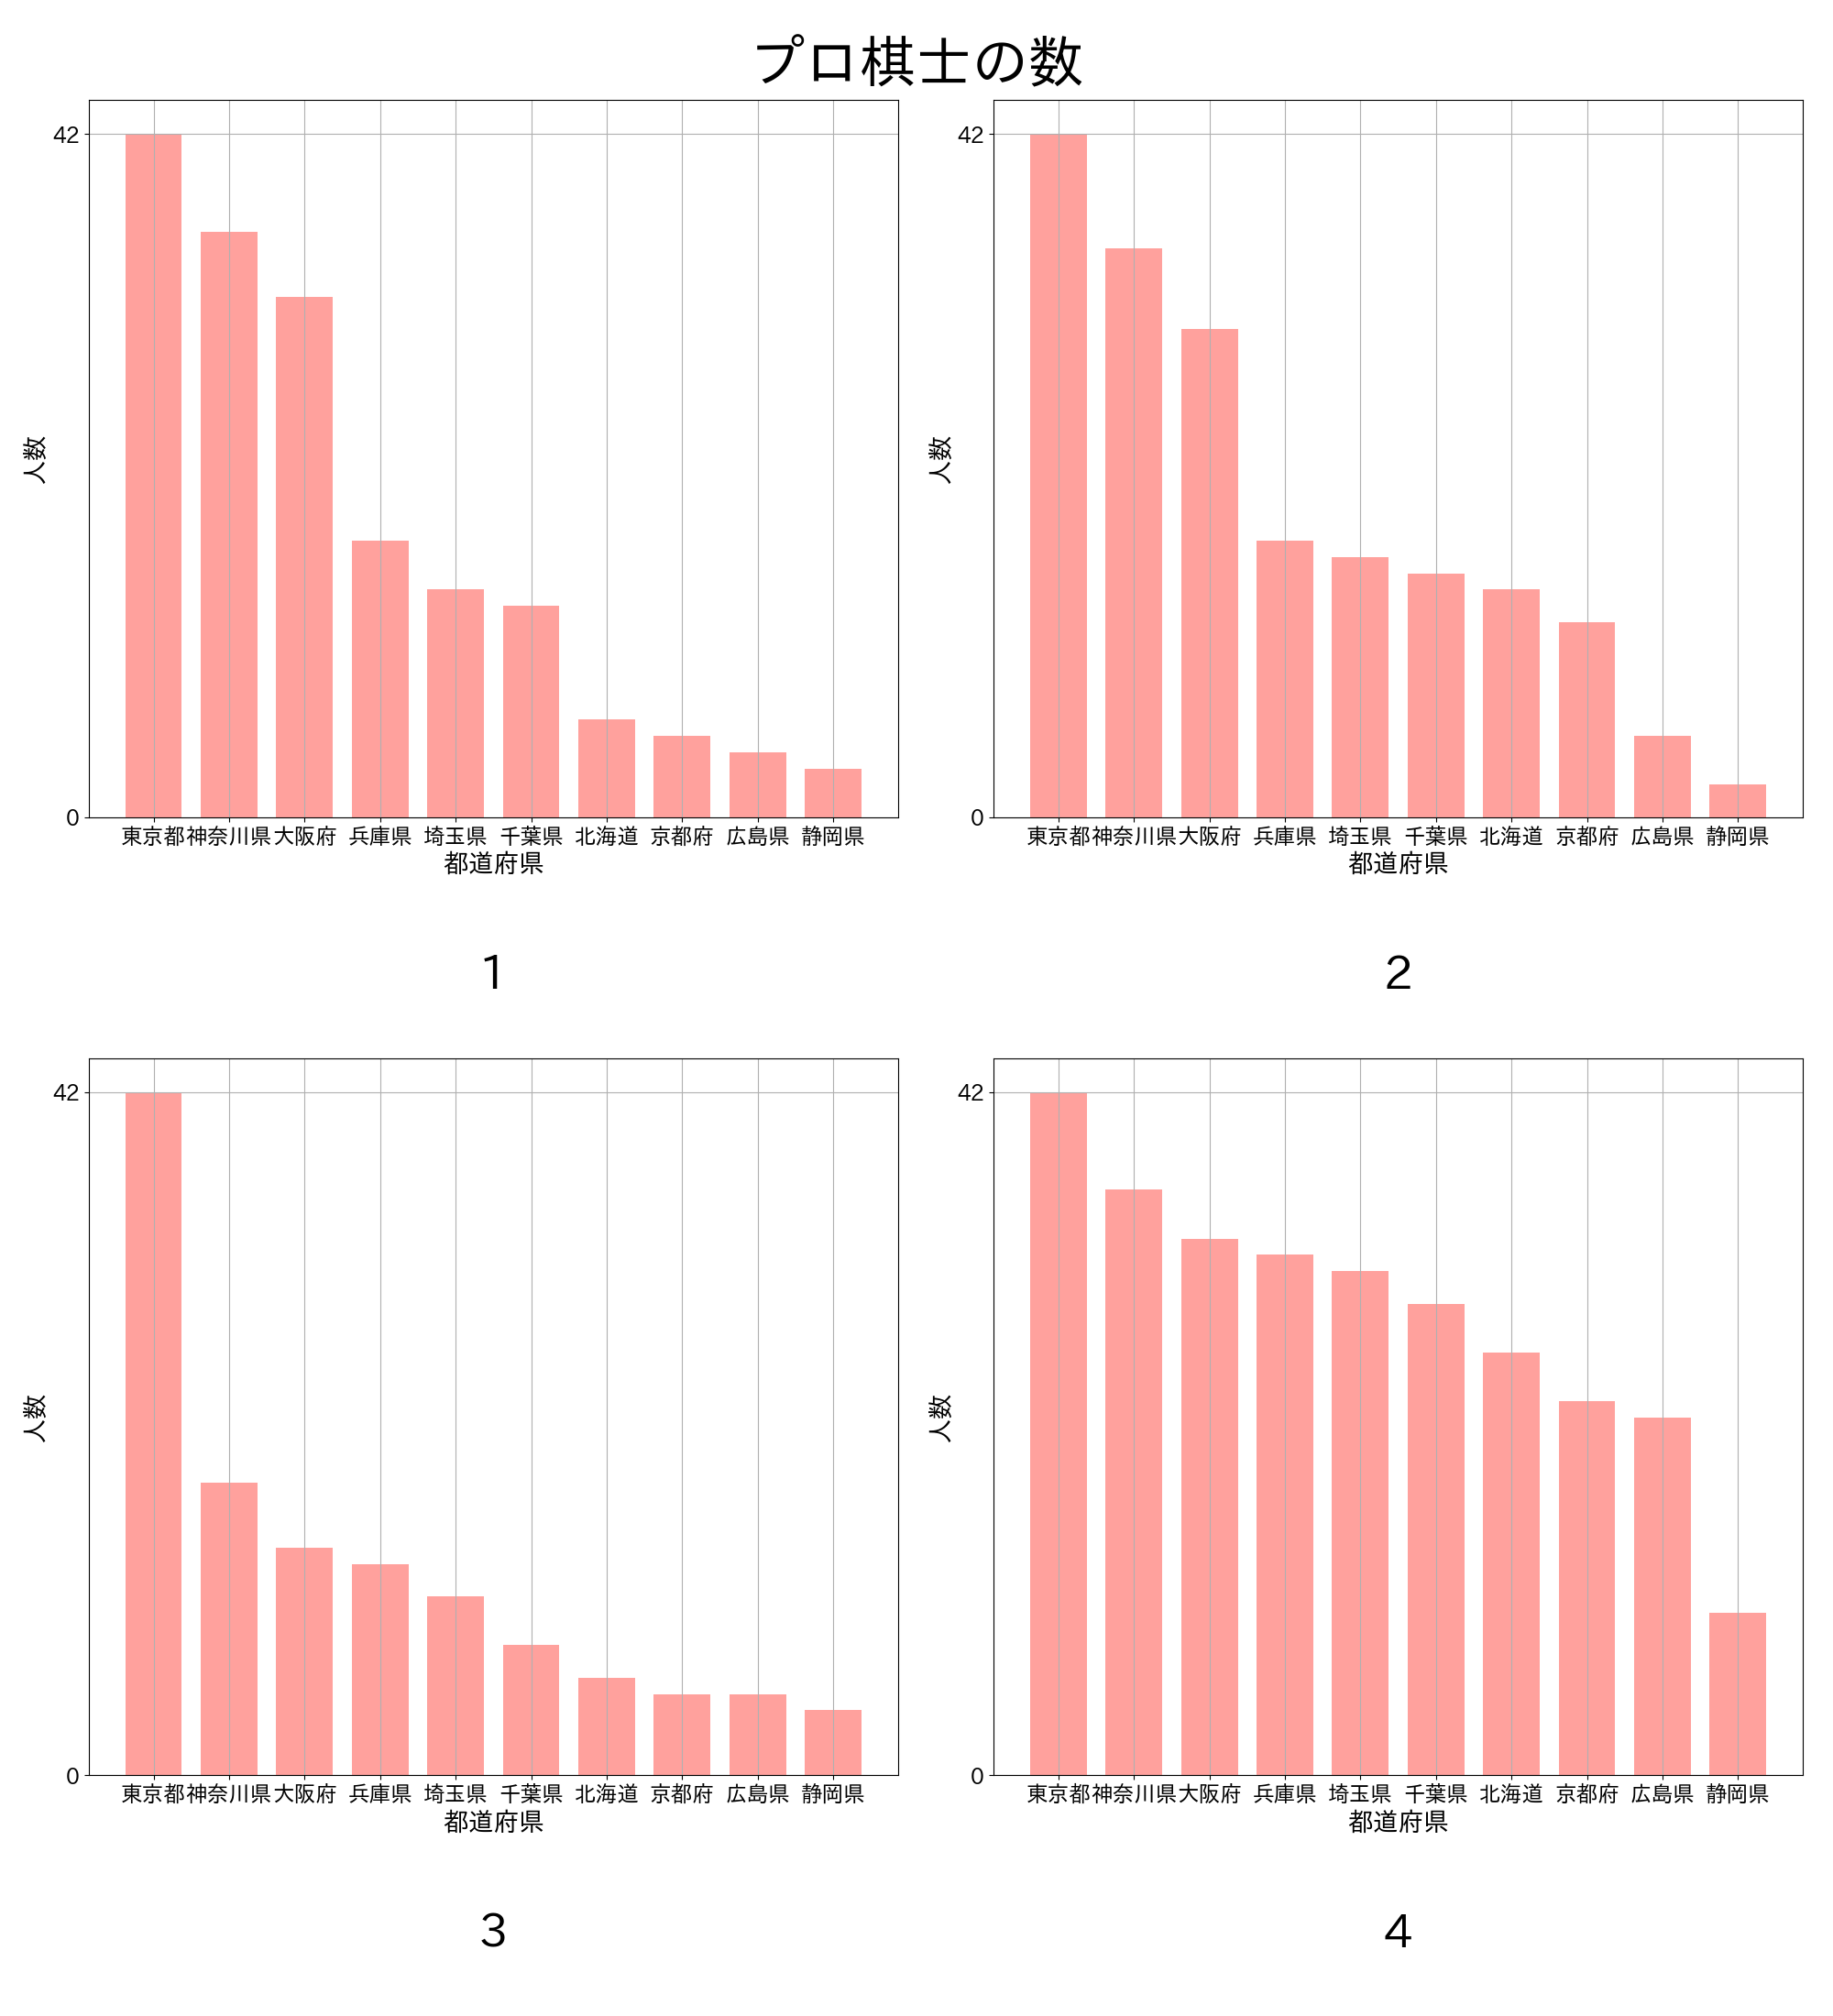 プロ棋士の数
42
0
人数
東京都 神奈川県 大阪府 兵庫県 埼玉県 千葉県 北海道 京都府 広島県 静岡県
都道府県
1
42
0
人数
東京都 神奈川県 大阪府 兵庫県 埼玉県 千葉県 北海道 京都府 広島県 静岡県
都道府県
2
42
0
人数
東京都 神奈川県 大阪府 兵庫県 埼玉県 千葉県 北海道 京都府 広島県 静岡県
都道府県
3
42
0
人数
東京都 神奈川県 大阪府 兵庫県 埼玉県 千葉県 北海道 京都府 広島県 静岡県
都道府県
4